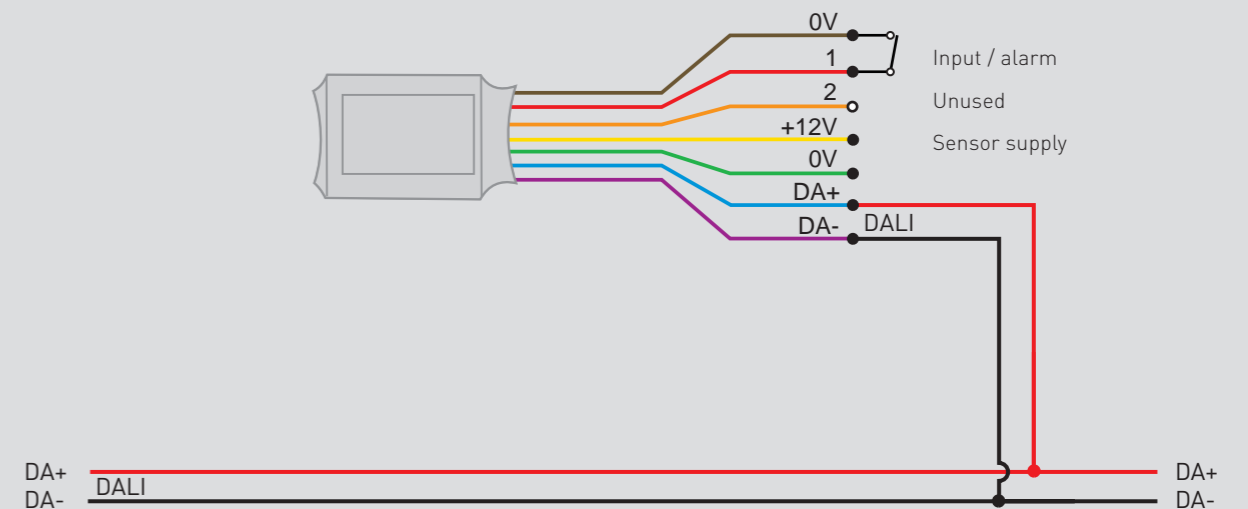 0V
1
Input / alarm
2
Unused
+12V
Sensor supply
0V
DA+
DA-
DALI
DA+
DALI
DA-
DA+
DA-